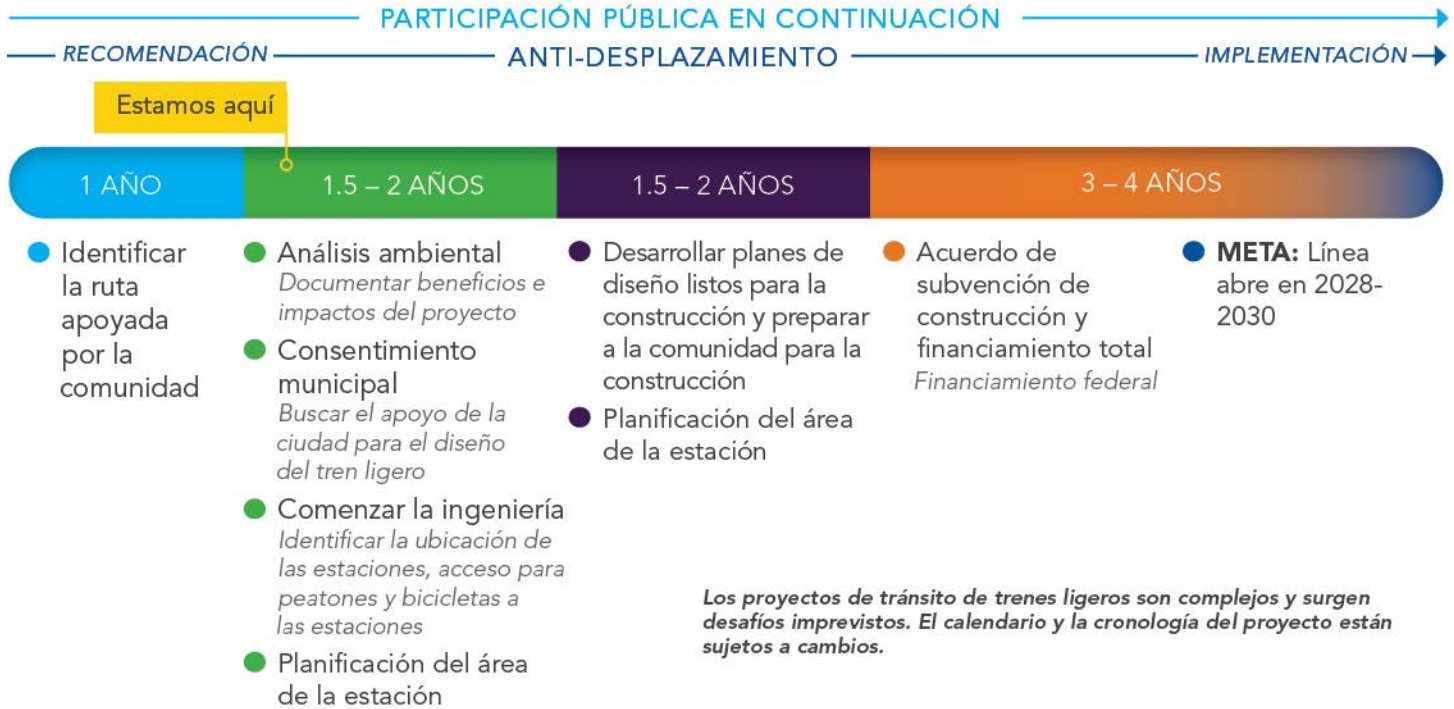 PARTICIPACIÓN PÚBLICA EN CONTINUACIÓN
RECOMENDACIÓN
ANTI-DESPLAZAMIENTO
IMPLEMENTACIÓN
Estamos aquí
1 AÑO
1.5 – 2 AÑOS
1.5 – 2 AÑOS
3 – 4 AÑOS
Identificar
la ruta
apoyada
por la
comunidad
Análisis ambiental
Documentar beneficios e
impactos del proyecto
Consentimiento
municipal
Buscar el apoyo de la
ciudad para el diseño
del tren ligero
Comenzar la ingeniería
Identificar la ubicación de
las estaciones, acceso para
peatones y bicicletas a
las estaciones
Planificación del área
de la estación
Desarrollar planes de
diseño listos para la
construcción y preparar
a la comunidad para la
construcción
Planificación del área
de la estación
Acuerdo de
subvención de
construcción y
financiamiento total
Financiamiento federal
META: Línea
abre en 2028-
2030
Los proyectos de tránsito de trenes ligeros son complejos y surgen
desafíos imprevistos. El calendario y la cronología del proyecto están
sujetos a cambios.